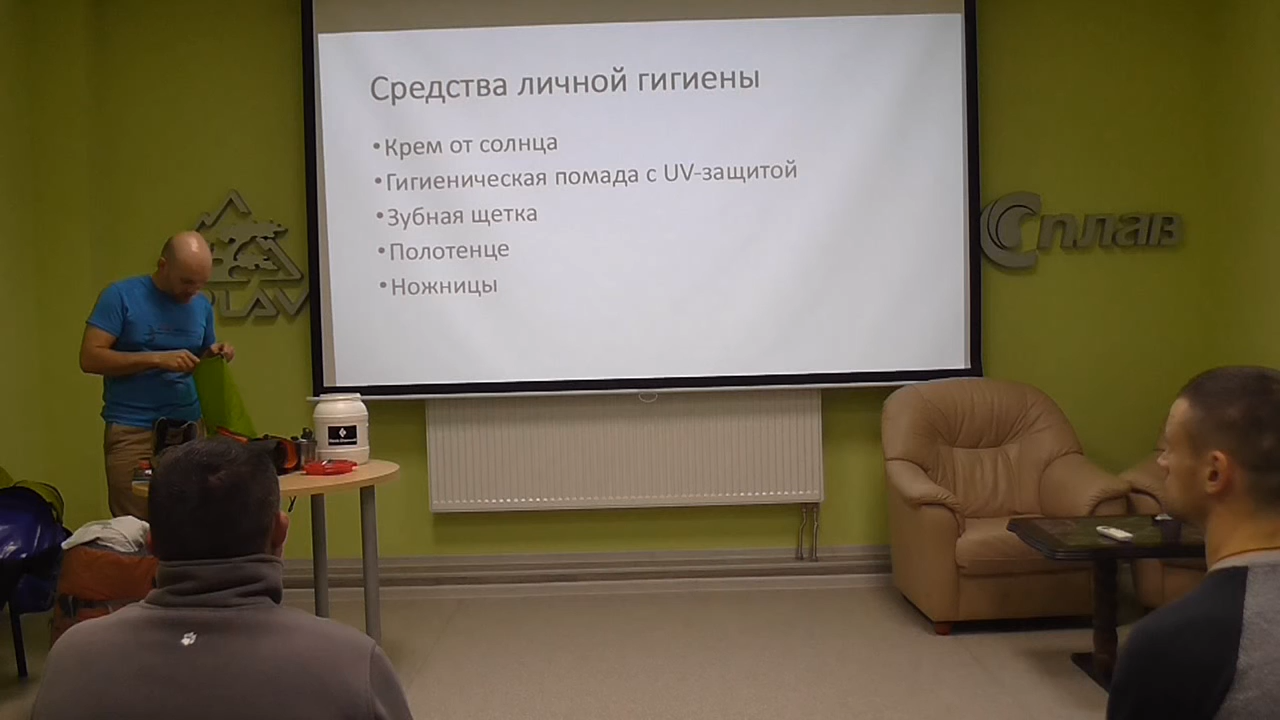 Средства личной гигиены
•Крем от солнца
•Гигиеническая помада с UV-защитой
•Зубная щетка
•Полотенце
•Ножницы
Сплав